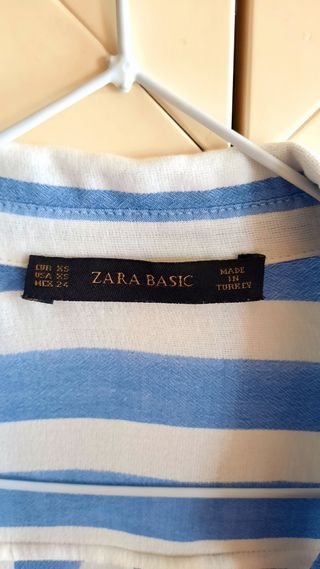 EUR XS
USA XS
MEX 24
ZARA BASIC
MADE
IN
TURKEY